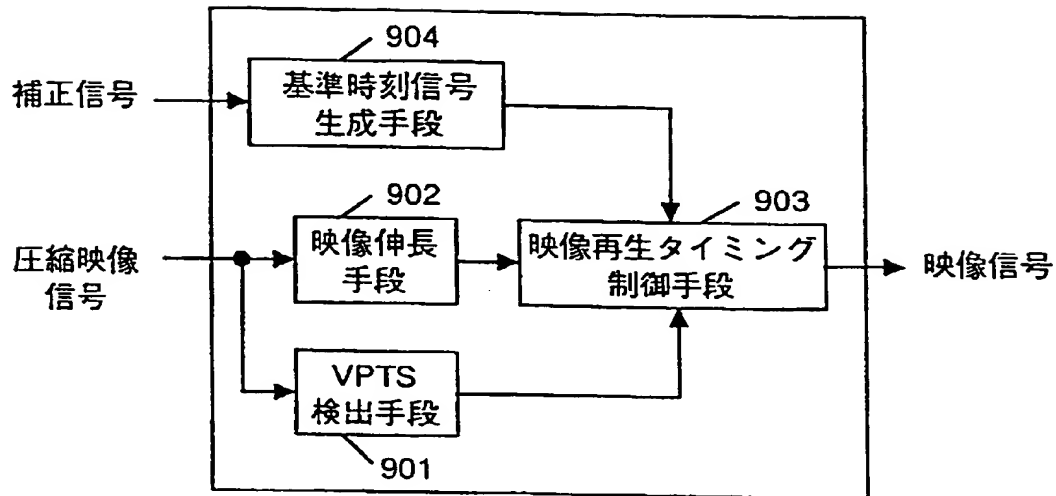 904
補正信号
基準時刻信号
生成手段
902
903
圧縮映像
信号
映像伸長
手段
映像再生タイミング
制御手段
映像信号
VPTS
検出手段
901